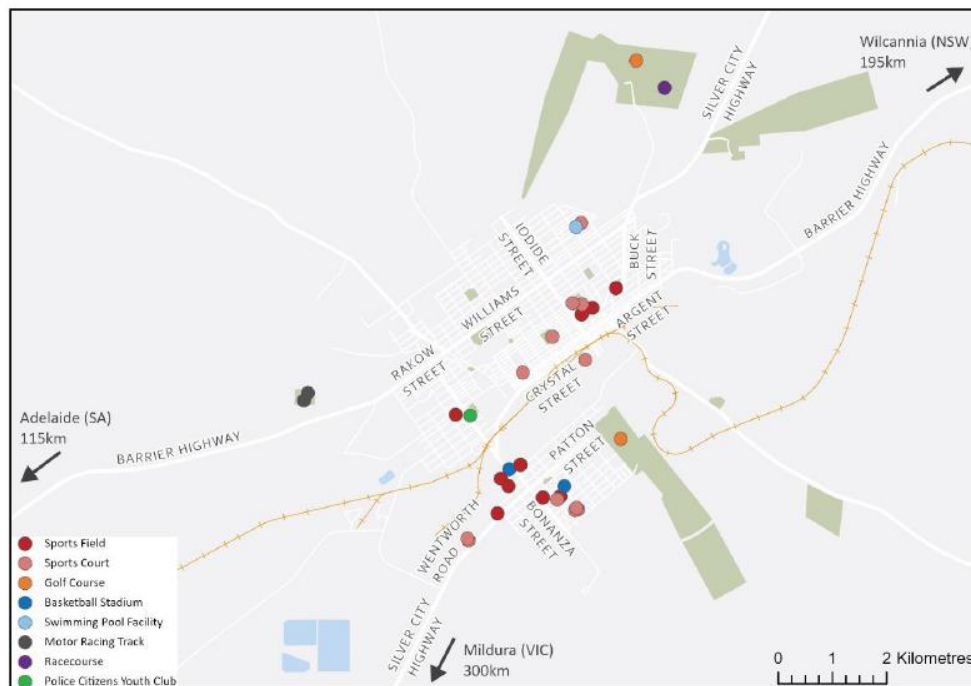 Wilcannia (NSW)
195km
SILVER CITY
HIGHWAY
BARRIER HIGHWAY
IODIDE
STREET
BUCK
STREET
WILLIAMS
STREET
ARGENT
STREET
RAKOW
STREET
CRYSTAL
STREET
Adelaide (SA)
115km
BARRIER HIGHWAY
PATTON
STREET
BONANZA
STREET
WENTWORTH
ROAD
SILVER CITY
HIGHWAY
Mildura (VIC)
300km
Sports Field
Sports Court
Golf Course
Basketball Stadium
Swimming Pool Facility
Motor Racing Track
Racecourse
Police Citizens Youth Club
0 1 2 Kilometres